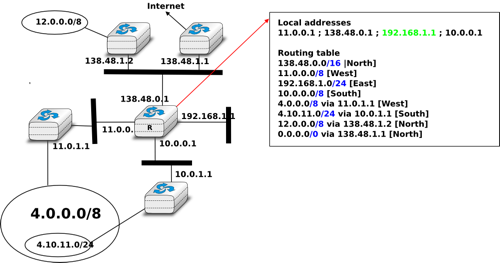 Internet
12.0.0.0/8
138.48.1.2
138.48.1.1
138.48.0.1
192.168.1.1
R
11.0.0.
11.0.1.1
10.0.0.1
10.0.1.1
4.0.0.0/8
4.10.11.0/24
Local addresses
11.0.0.1 ; 138.48.0.1 ; 192.168.1.1 ; 10.0.0.1
Routing table
138.48.0.0/16 |North]
11.0.0.0/8 [West]
192.168.1.0/24 [East]
10.0.0.0/8 [South]
4.0.0.0/8 via 11.0.1.1 [West]
4.10.11.0/24 via 10.0.1.1 [South]
12.0.0.0/8 via 138.48.1.2 [North]
0.0.0.0/0 via 138.48.1.1 [North]